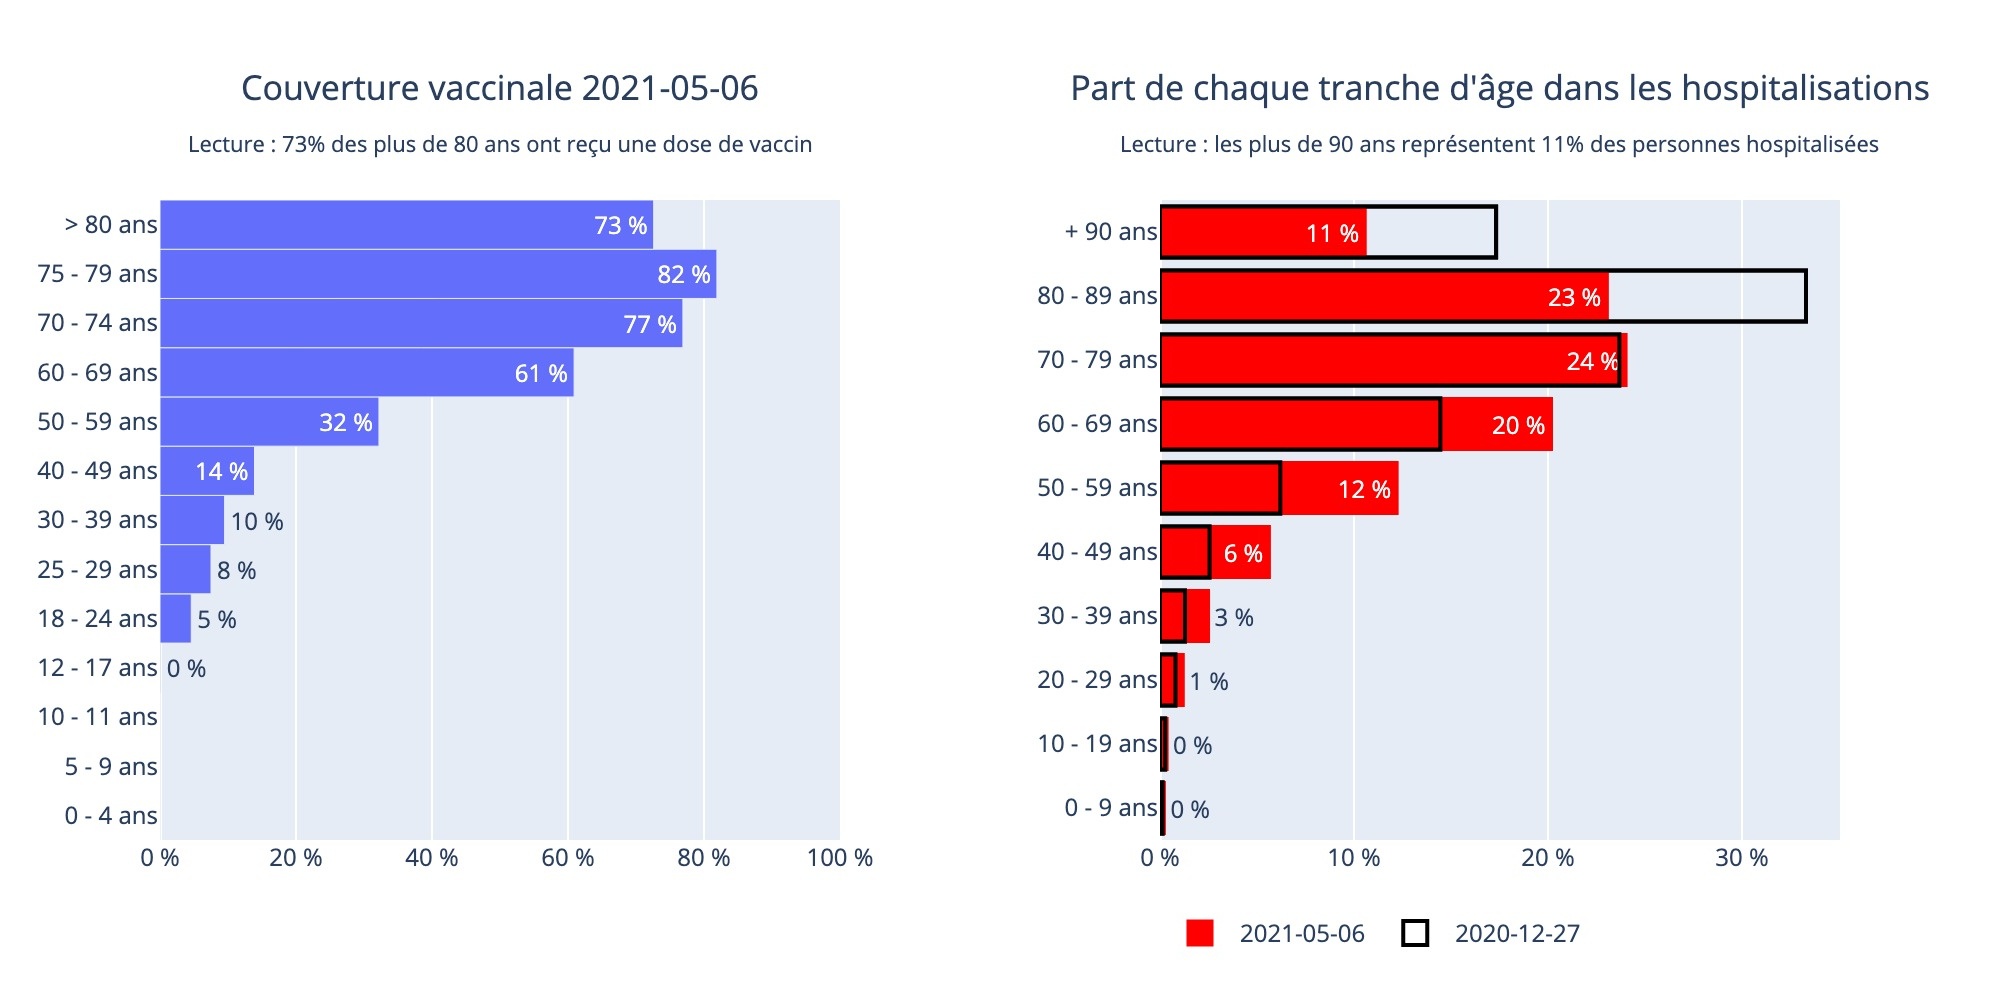 Couverture vaccinale 2021-05-06
Lecture : 73% des plus de 80 ans ont reçu une dose de vaccin
> 80 ans 73 %
75 - 79 ans 82 %
70 - 74 ans 77 %
60 - 69 ans 61 %
50 - 59 ans 32 %
40 - 49 ans 14 %
30 - 39 ans 10 %
25 - 29 ans 8 %
18 - 24 ans 5 %
12 - 17 ans 0 %
10 - 11 ans
5 - 9 ans
0 - 4 ans
0 % 20 % 40 % 60 % 80 % 100 %
Part de chaque tranche d'âge dans les hospitalisations
Lecture : les plus de 90 ans représentent 11% des personnes hospitalisées
+ 90 ans 11 %
80 - 89 ans 23 %
70 - 79 ans 24 %
60 - 69 ans 20 %
50 - 59 ans 12 %
40 - 49 ans 6 %
30 - 39 ans 3 %
20 - 29 ans 1 %
10 - 19 ans 0 %
0 - 9 ans 0 %
0 % 10 % 20 % 30 %
2021-05-06 2020-12-27